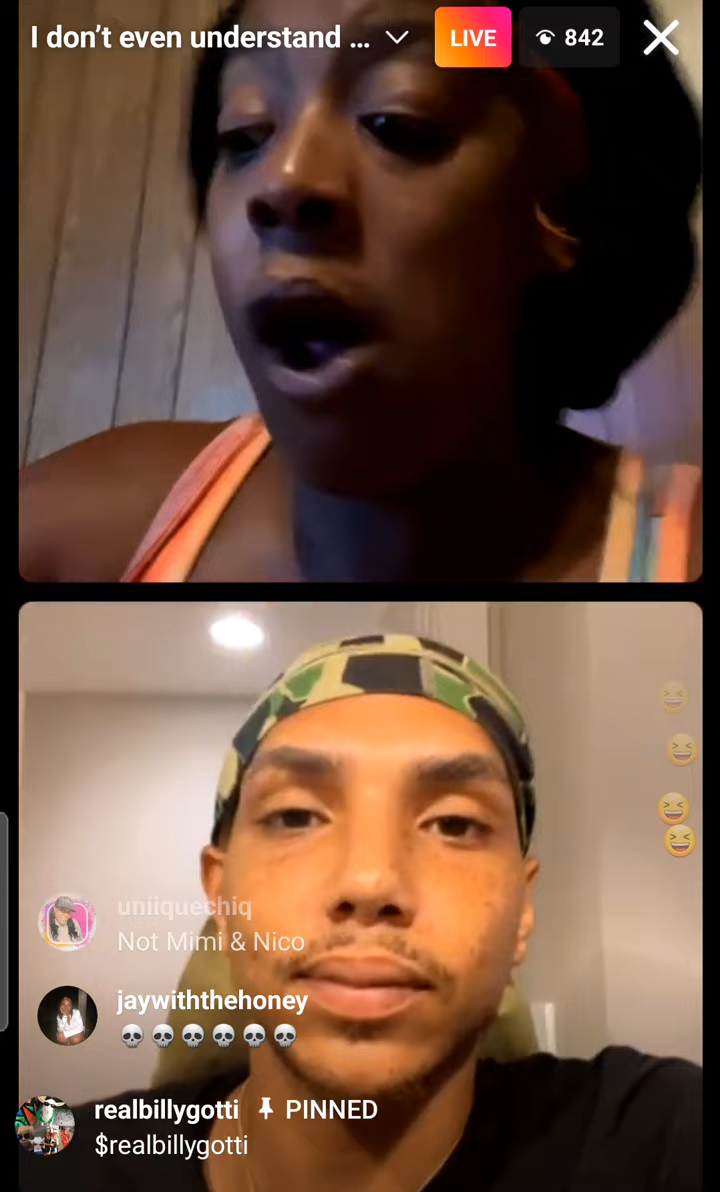 I don’t even understand ...
LIVE
842
uniiquechiq
Not Mimi & Nico
jaywiththehoney
💀💀💀💀💀💀
realbillygotti PINNED
$realbillygotti